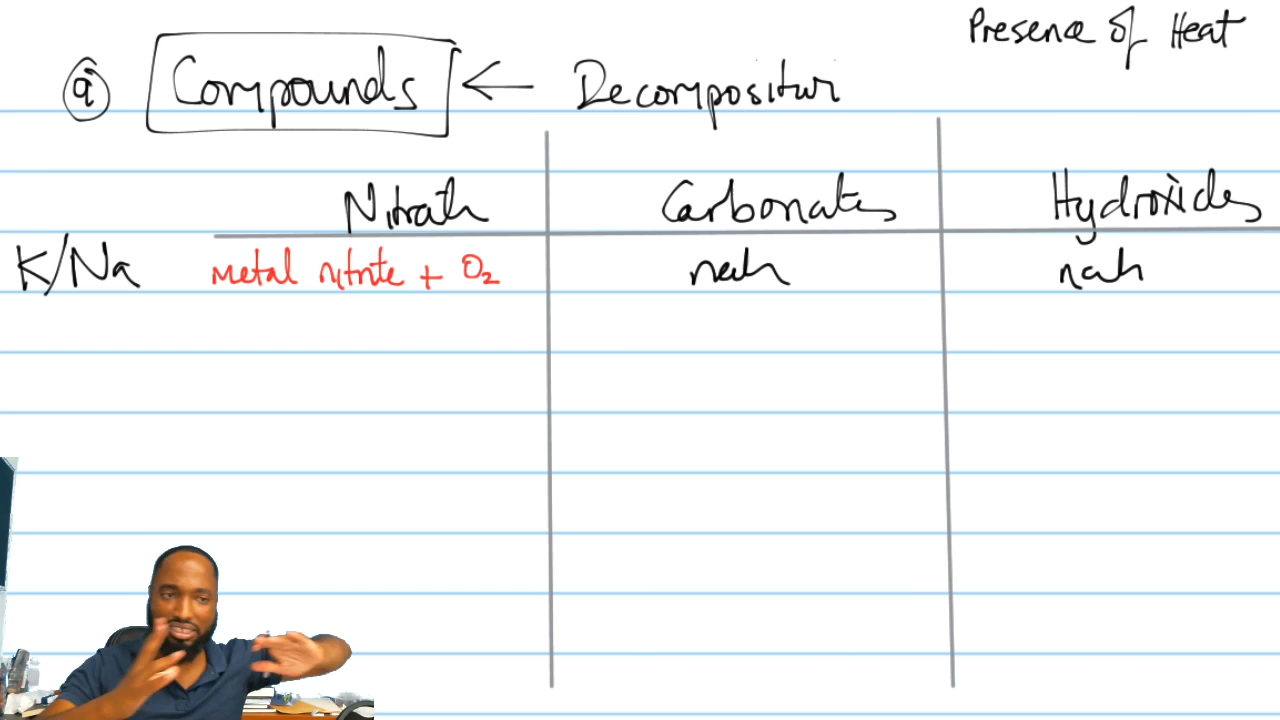 Presence of Heat
a Compounds ← Decomposition
Nitrate Carbonates Hydroxides
K/Na metal nitrite + O₂ nah nah